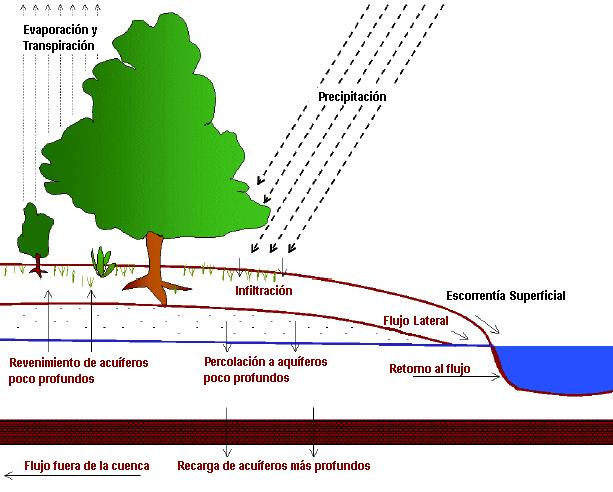 Evaporación y
Transpiración
Precipitación
Infiltración
Escorrentía Superficial
Flujo Lateral
Revenimiento de acuíferos
poco profundos
Percolación a aquíferos
poco profundos
Retorno al flujo
Flujo fuera de la cuenca
Recarga de acuíferos más profundos